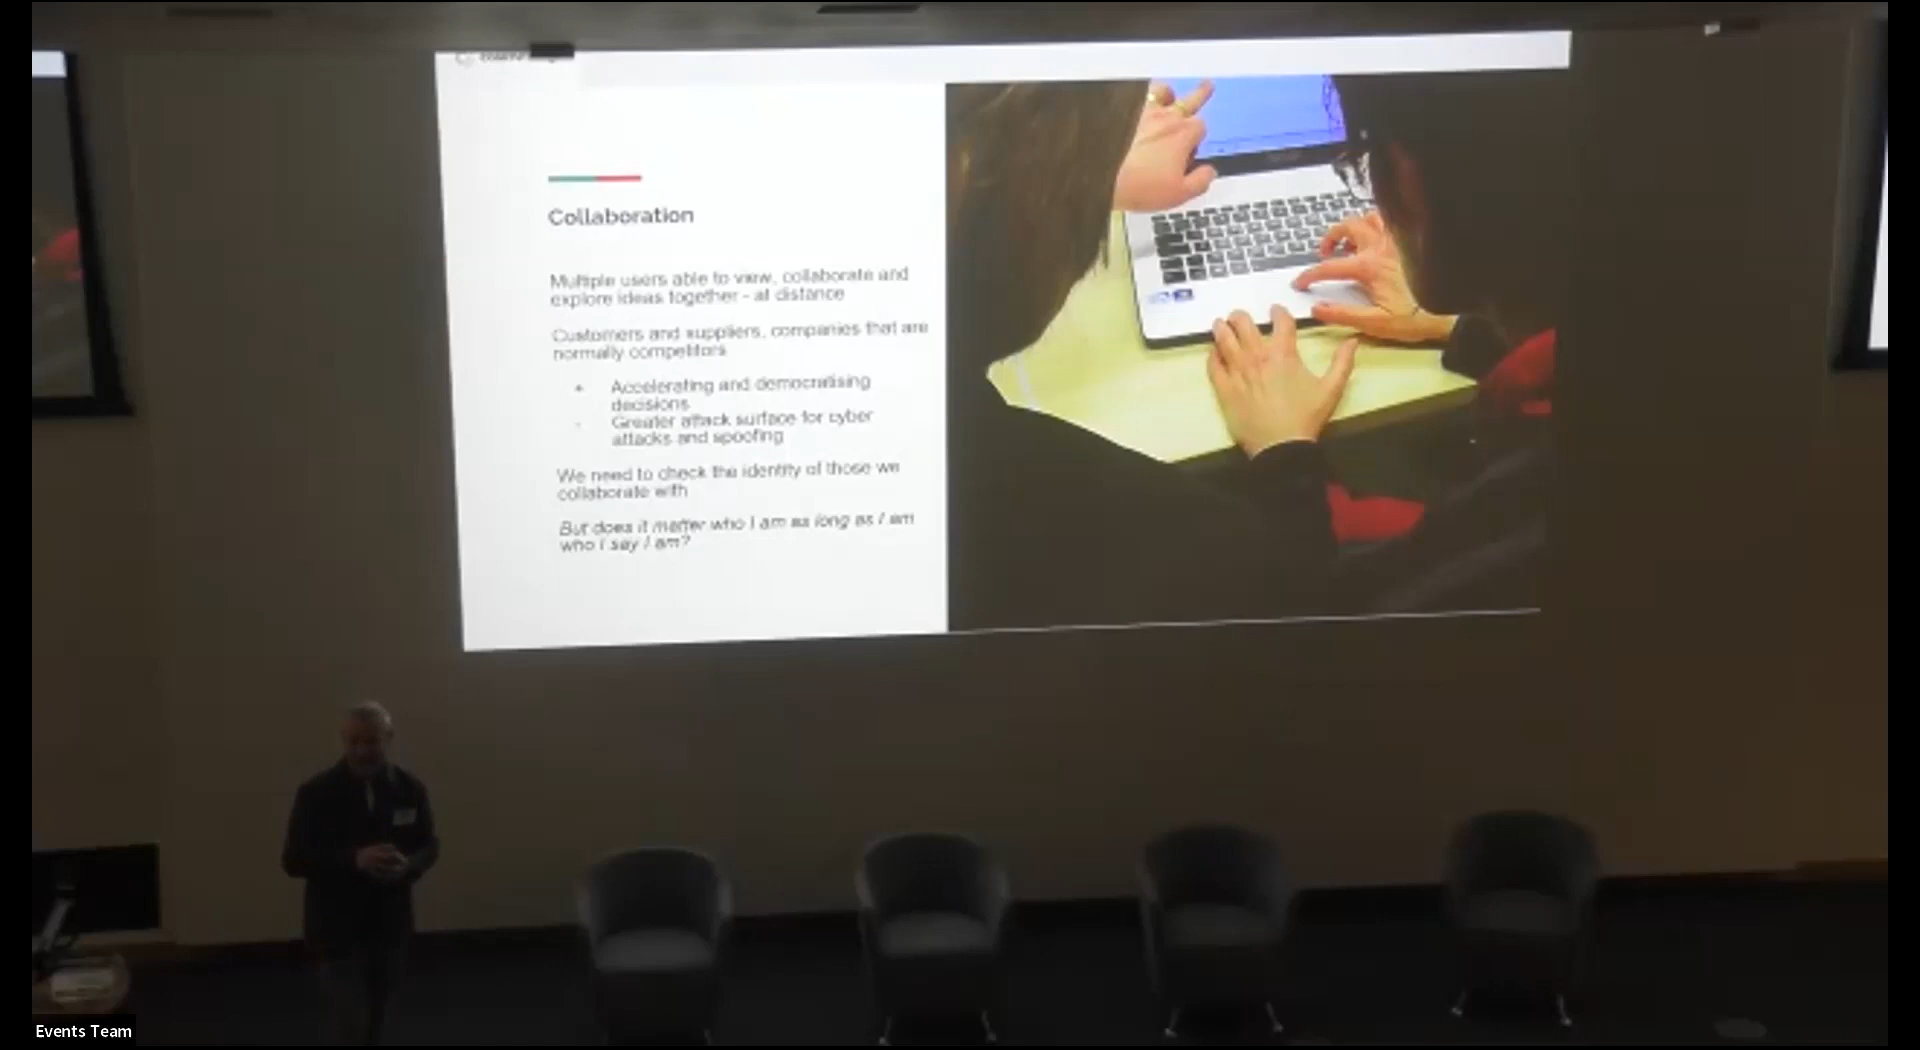 Collaboration
Multiple users able to view, collaborate and
explore ideas together - at distance
Customers and suppliers, companies that are
normally competitors
+ Accelerating and democratising
decisions
- Greater attack surface for cyber
attacks and spoofing
We need to check the identity of those we
collaborate with
But does it matter who I am as long as I am
who I say I am?
Events Team